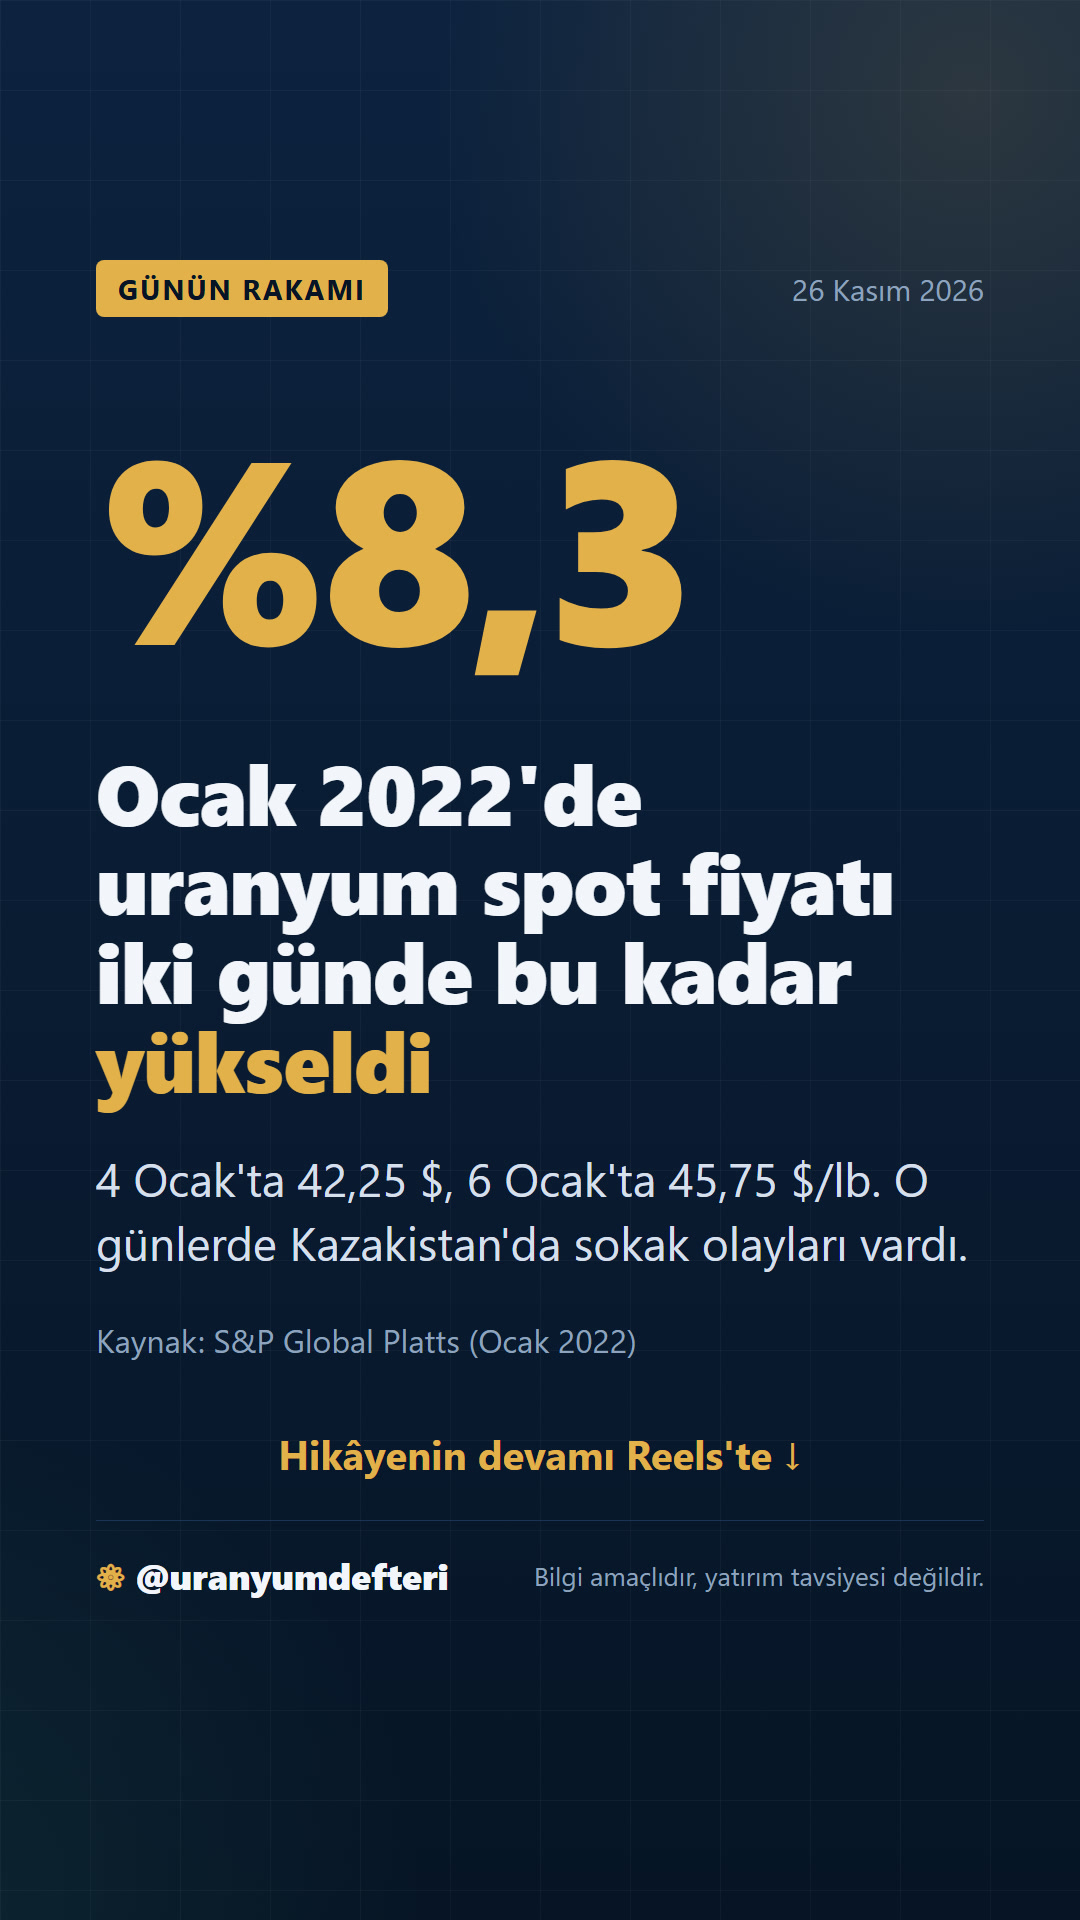 GÜNÜN RAKAMI
26 Kasım 2026
%8,3
Ocak 2022'de
uranyum spot fiyatı
iki günde bu kadar
yükseldi
4 Ocak'ta 42,25 $, 6 Ocak'ta 45,75 $/lb. O
günlerde Kazakistan'da sokak olayları vardı.
Kaynak: S&P Global Platts (Ocak 2022)
Hikâyenin devamı Reels'te ↓
@uranyumdefteri
Bilgi amaçlıdır, yatırım tavsiyesi değildir.